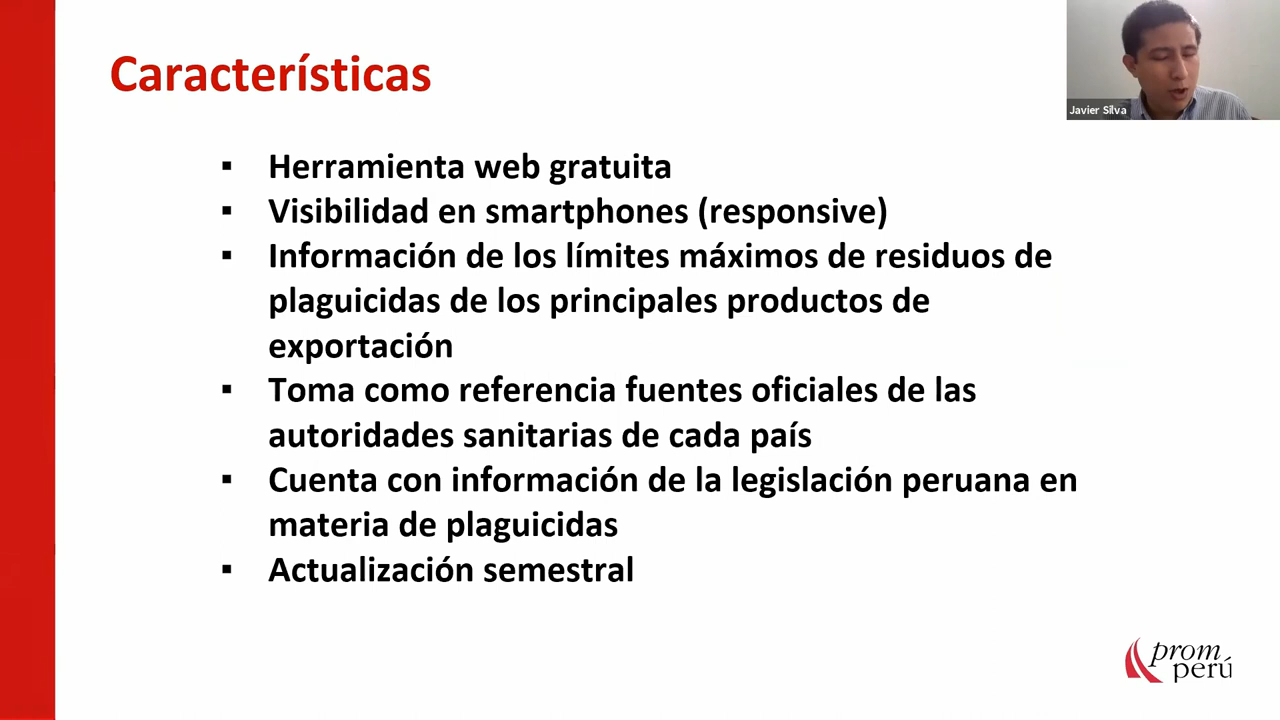 Características
Javier Silva
▪ Herramienta web gratuita
▪ Visibilidad en smartphones (responsive)
▪ Información de los límites máximos de residuos de
plaguicidas de los principales productos de
exportación
▪ Toma como referencia fuentes oficiales de las
autoridades sanitarias de cada país
▪ Cuenta con información de la legislación peruana en
materia de plaguicidas
▪ Actualización semestral
prom
perú